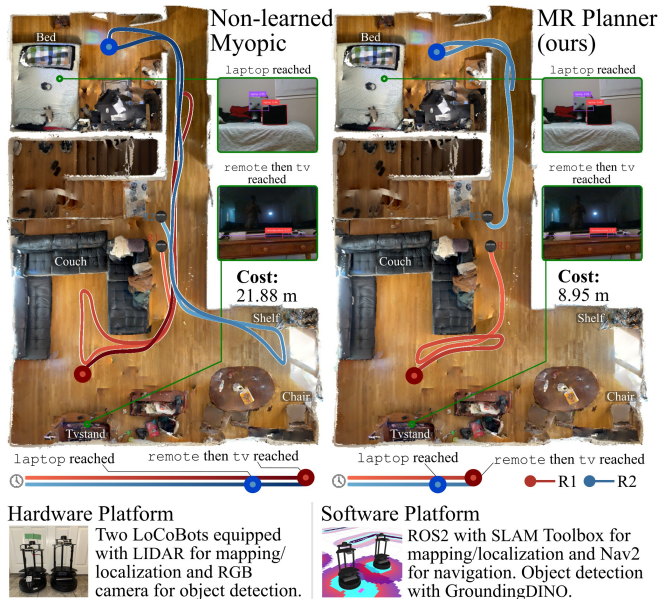 Non-learned
Myopic
Bed
laptop reached
remote then tv
reached
Couch
Cost:
21.88 m
Shelf
Chair
Tvstand
laptop reached
remote then tv reached
MR Planner
(ours)
Bed
laptop reached
remote then tv
reached
Couch
Cost:
8.95 m
Shelf
Chair
Tvstand
laptop reached
remote then tv reached
R1
R2
Hardware Platform
Two LoCoBots equipped
with LIDAR for mapping/
localization and RGB
camera for object detection.
Software Platform
ROS2 with SLAM Toolbox for
mapping/localization and Nav2
for navigation. Object detection
with GroundingDINO.